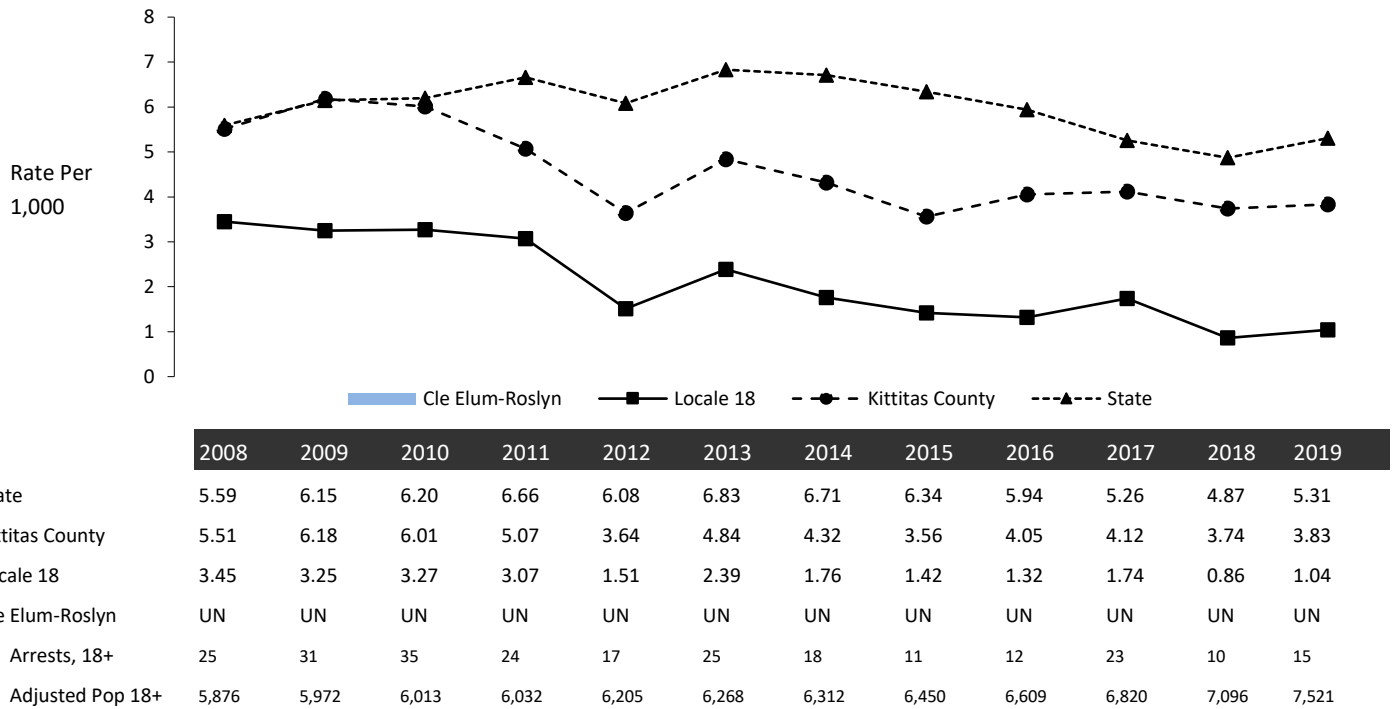 8
7
6
5
4
3
2
1
0
Rate Per
1,000
Cle Elum-Roslyn Locale 18 Kittitas County State
2008 2009 2010 2011 2012 2013 2014 2015 2016 2017 2018 2019
ate 5.59 6.15 6.20 6.66 6.08 6.83 6.71 6.34 5.94 5.26 4.87 5.31
ttitas County 5.51 6.18 6.01 5.07 3.64 4.84 4.32 3.56 4.05 4.12 3.74 3.83
cale 18 3.45 3.25 3.27 3.07 1.51 2.39 1.76 1.42 1.32 1.74 0.86 1.04
e Elum-Roslyn UN UN UN UN UN UN UN UN UN UN UN UN
Arrests, 18+ 25 31 35 24 17 25 18 11 12 23 10 15
Adjusted Pop 18+ 5,876 5,972 6,013 6,032 6,205 6,268 6,312 6,450 6,609 6,820 7,096 7,521